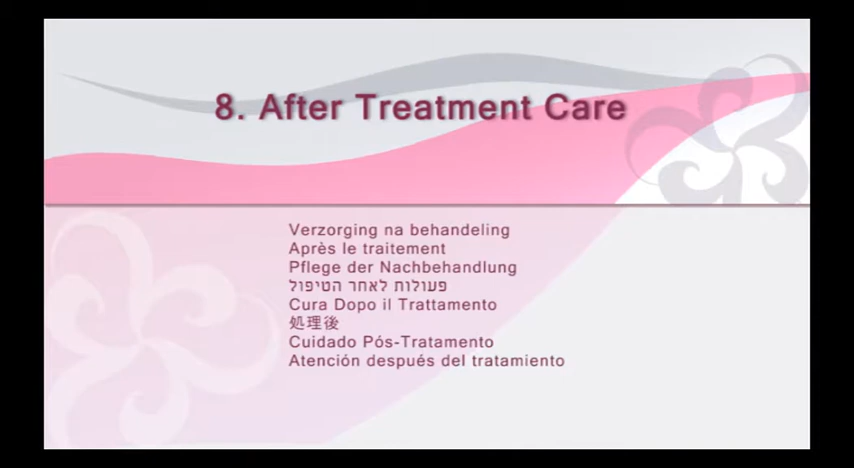 8. After Treatment Care
Verzorging na behandeling
Après le traitement
Pflege der Nachbehandlung
פעולות לאחר הטיפול
Cura Dopo il Trattamento
処理後
Cuidado Pós-Tratamento
Atención después del tratamiento